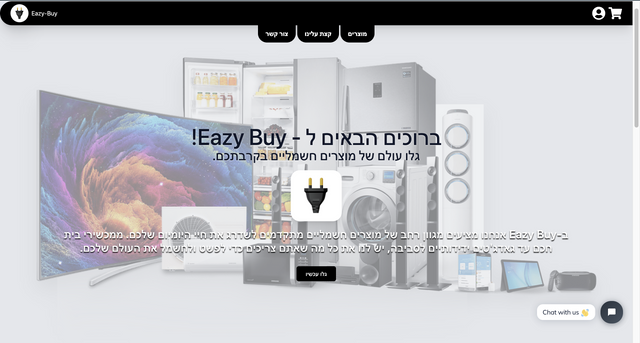 Eazy-Buy
מוצרים
קצת עלינו
צור קשר
ברוכים הבאים ל - Eazy Buy!
גלו עולם של מוצרים חשמליים בקרבתכם.
ב-Eazy Buy אנחנו מציעים מגוון רחב של מוצרים חשמליים מתקדמים לשדרג את חיי היומיום שלכם. ממכשירי בית
חכם עד גאדג'טים ידידותיים לסביבה, יש לנו את כל מה שאתם צריכים כדי לפשט ולחשמל את העולם שלכם.
גלו עכשיו
Chat with us 👋